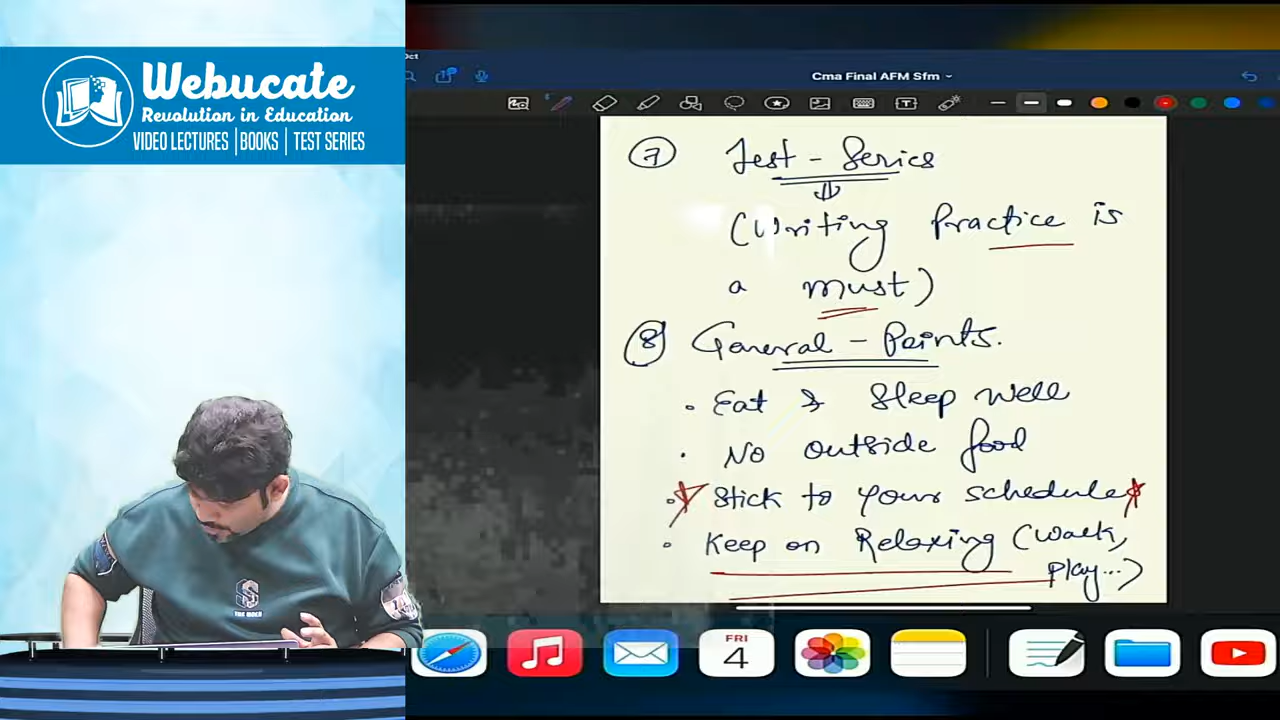 Webucate
Revolution in Education
VIDEO LECTURES | BOOKS | TEST SERIES
Oct
Cma Final AFM Sfm
7 Test - Series
(Writing Practice is
a must)
8 General - Points.
• Eat & Sleep well
• No outside food
• Stick to your schedule
• Keep on Relaxing (walk,
play...)
FRI
4